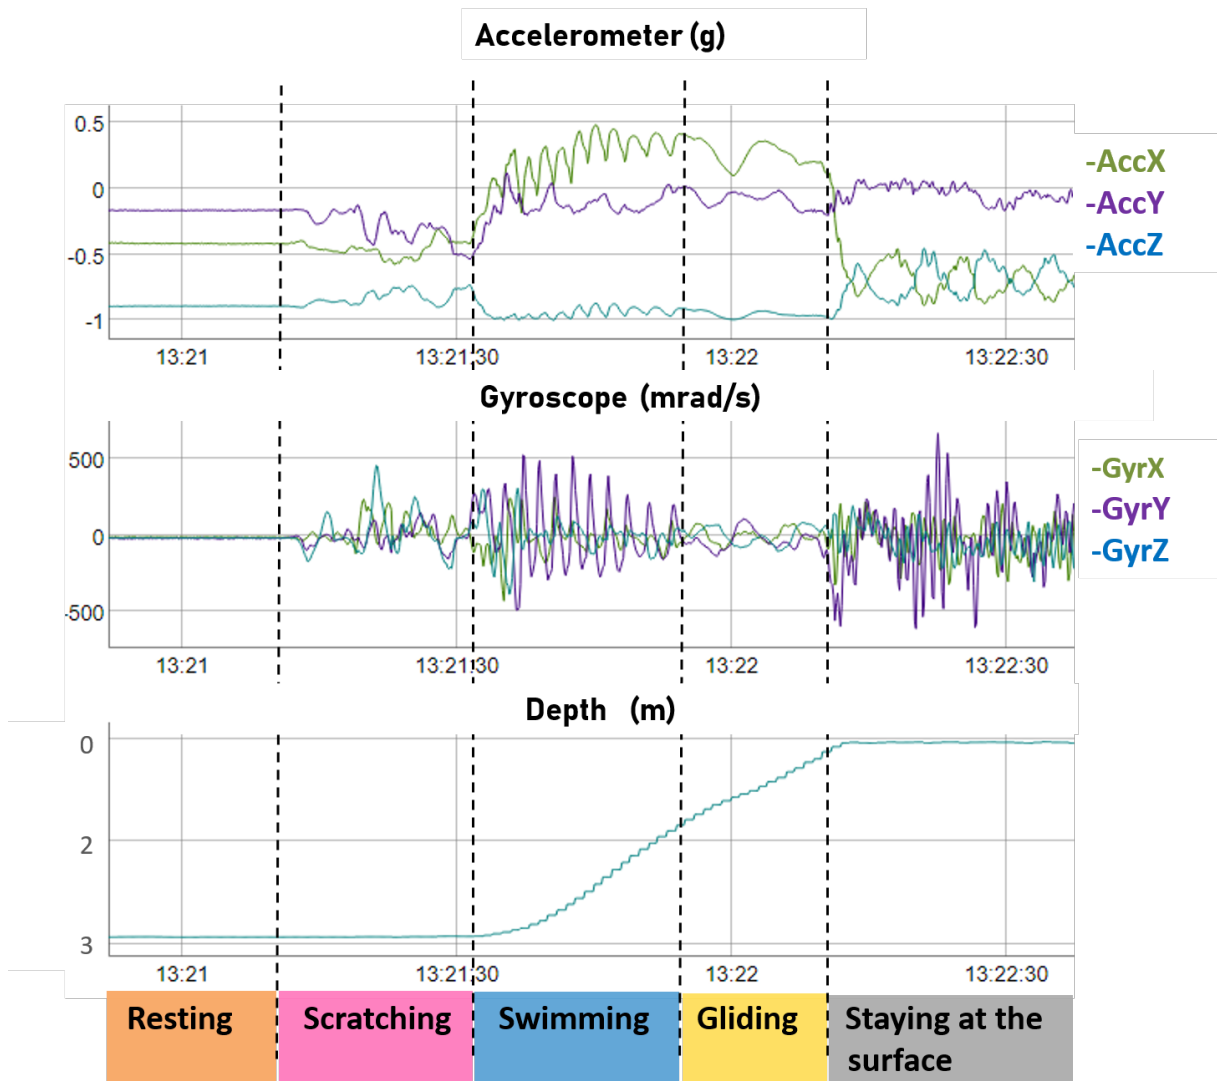 Accelerometer (g)
0.5
0
-0.5
-1
13:21
13:21:30
13:22
13:22:30
-AccX
-AccY
-AccZ
Gyroscope (mrad/s)
500
0
-500
13:21
13:21:30
13:22
13:22:30
-GyrX
-GyrY
-GyrZ
Depth (m)
0
2
3
13:21
13:21:30
13:22
13:22:30
Resting
Scratching
Swimming
Gliding
Staying at the
surface